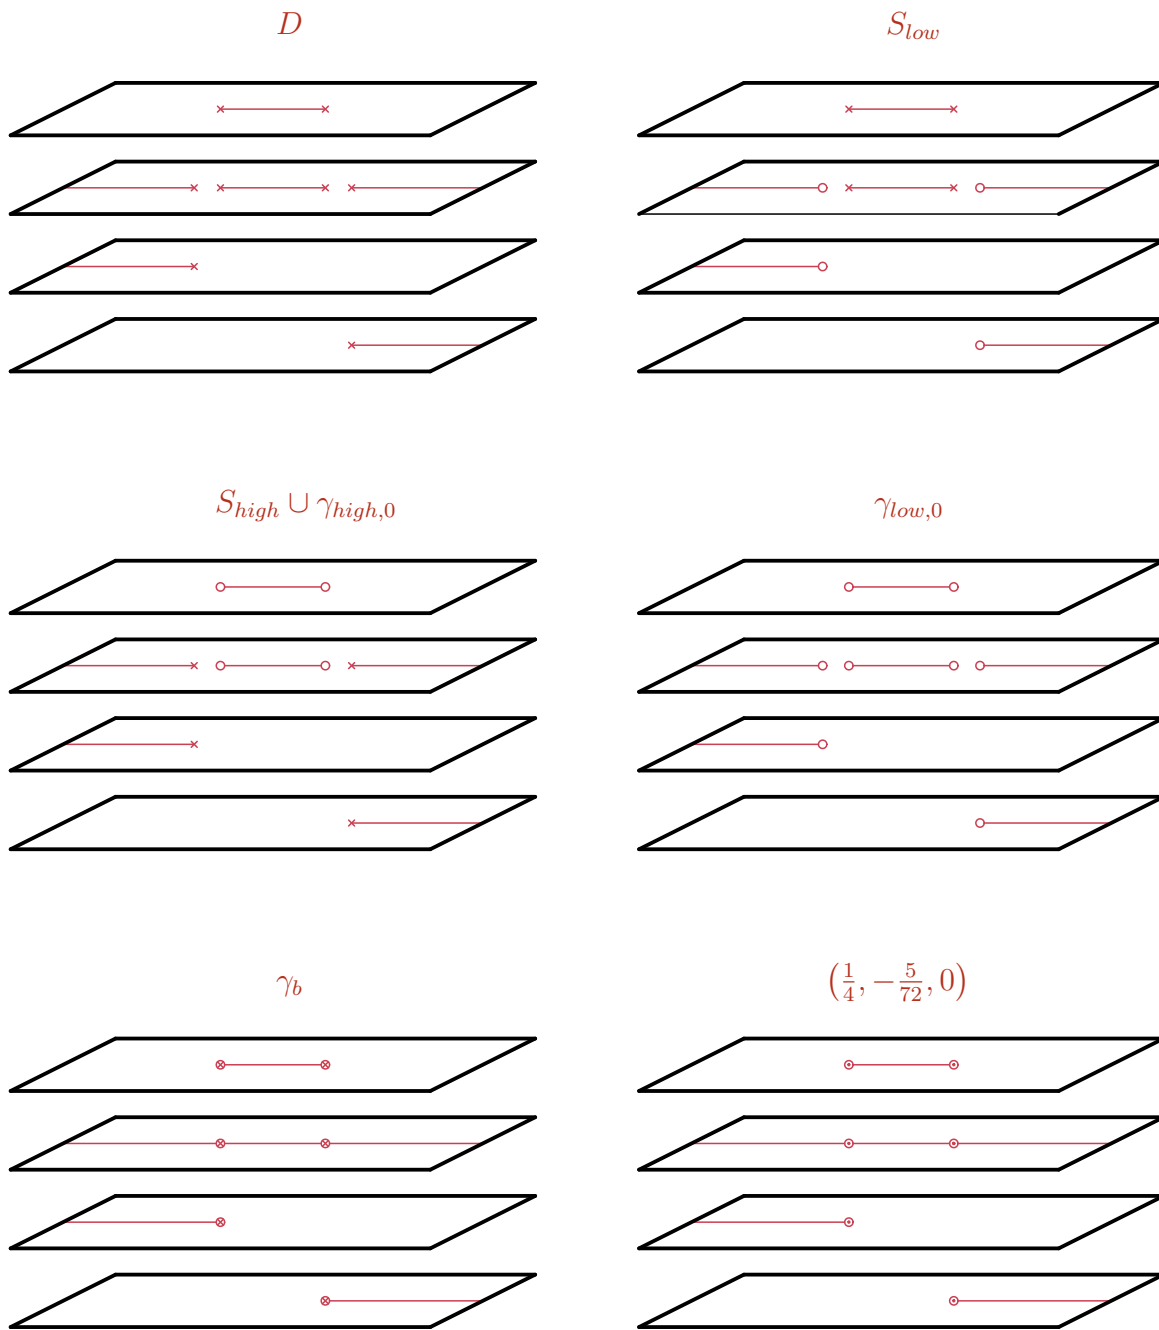 D
S_{low}
S_{high} ∪ γ_{high,0}
γ_{low,0}
γ_b
(1/4, −5/72, 0)